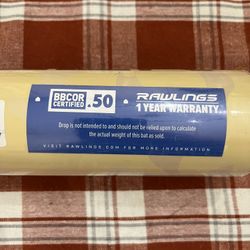 BBCOR
CERTIFIED
.50
RAWLINGS
1 YEAR WARRANTY
Drop is not intended to and should not be relied upon to calculate
the actual weight of this bat as sold.
VISIT RAWLINGS.COM FOR MORE INFORMATION